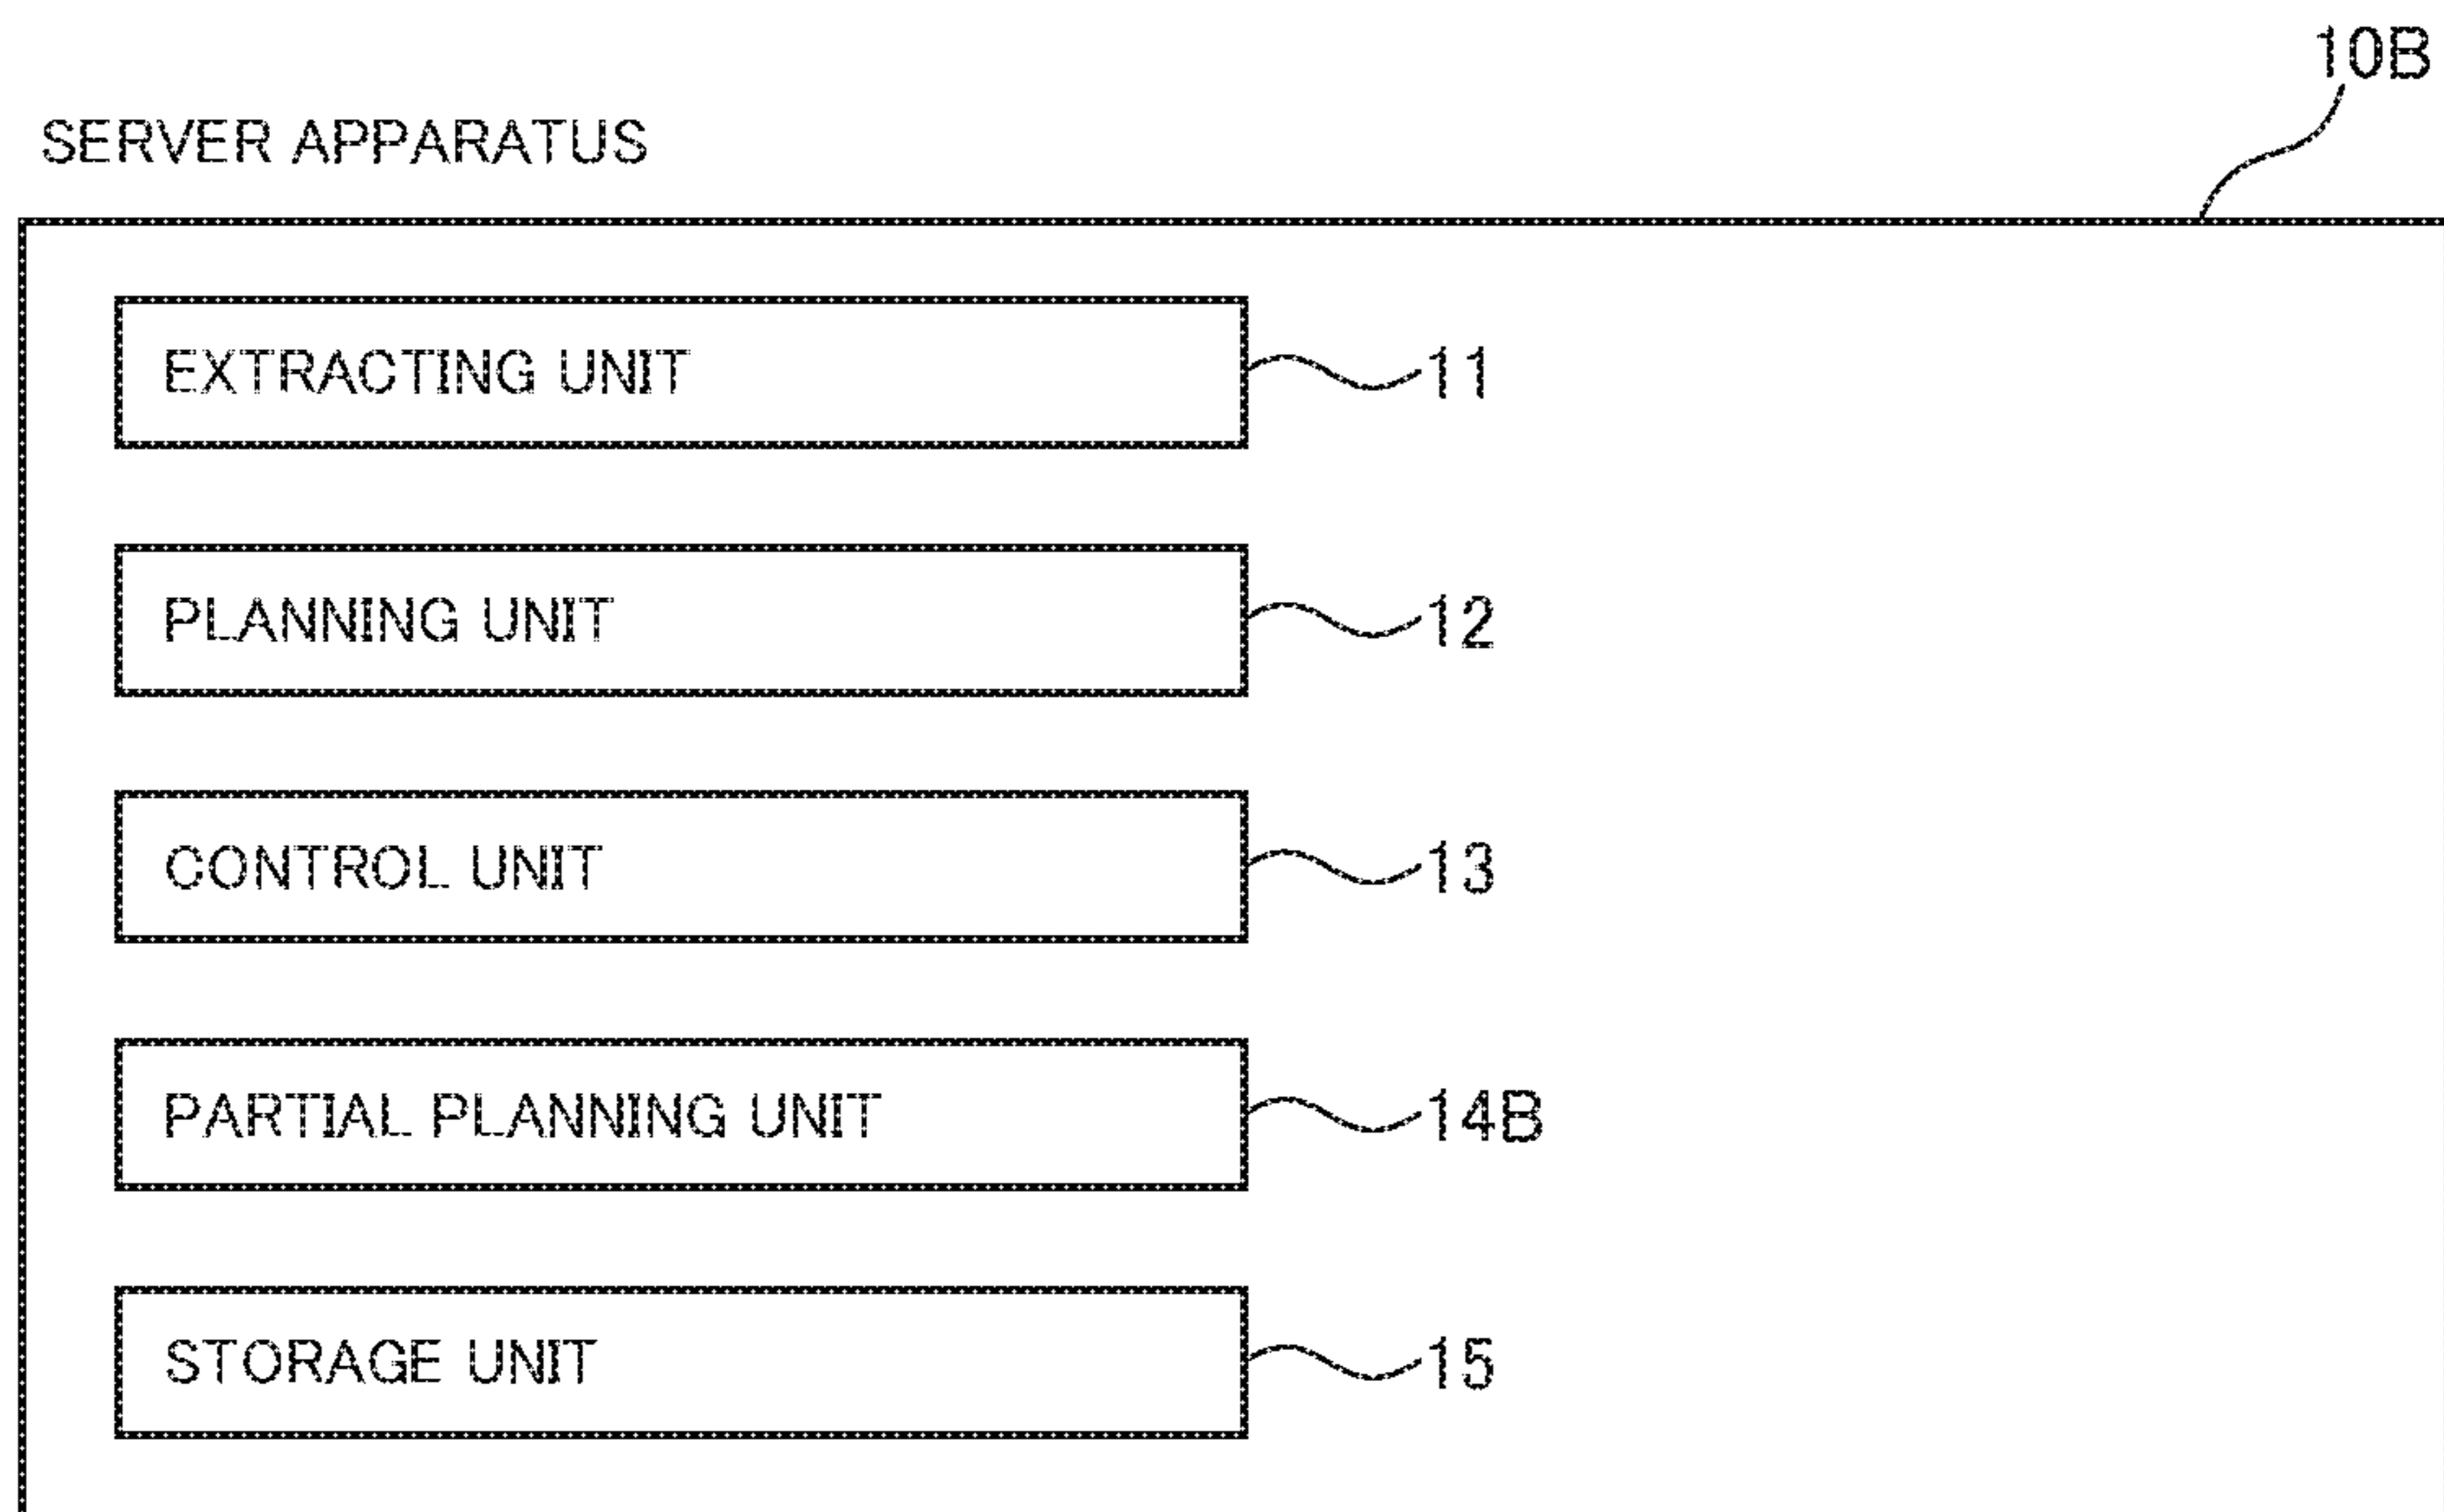 10B
SERVER APPARATUS
EXTRACTING UNIT 11
PLANNING UNIT 12
CONTROL UNIT 13
PARTIAL PLANNING UNIT 14B
STORAGE UNIT 15